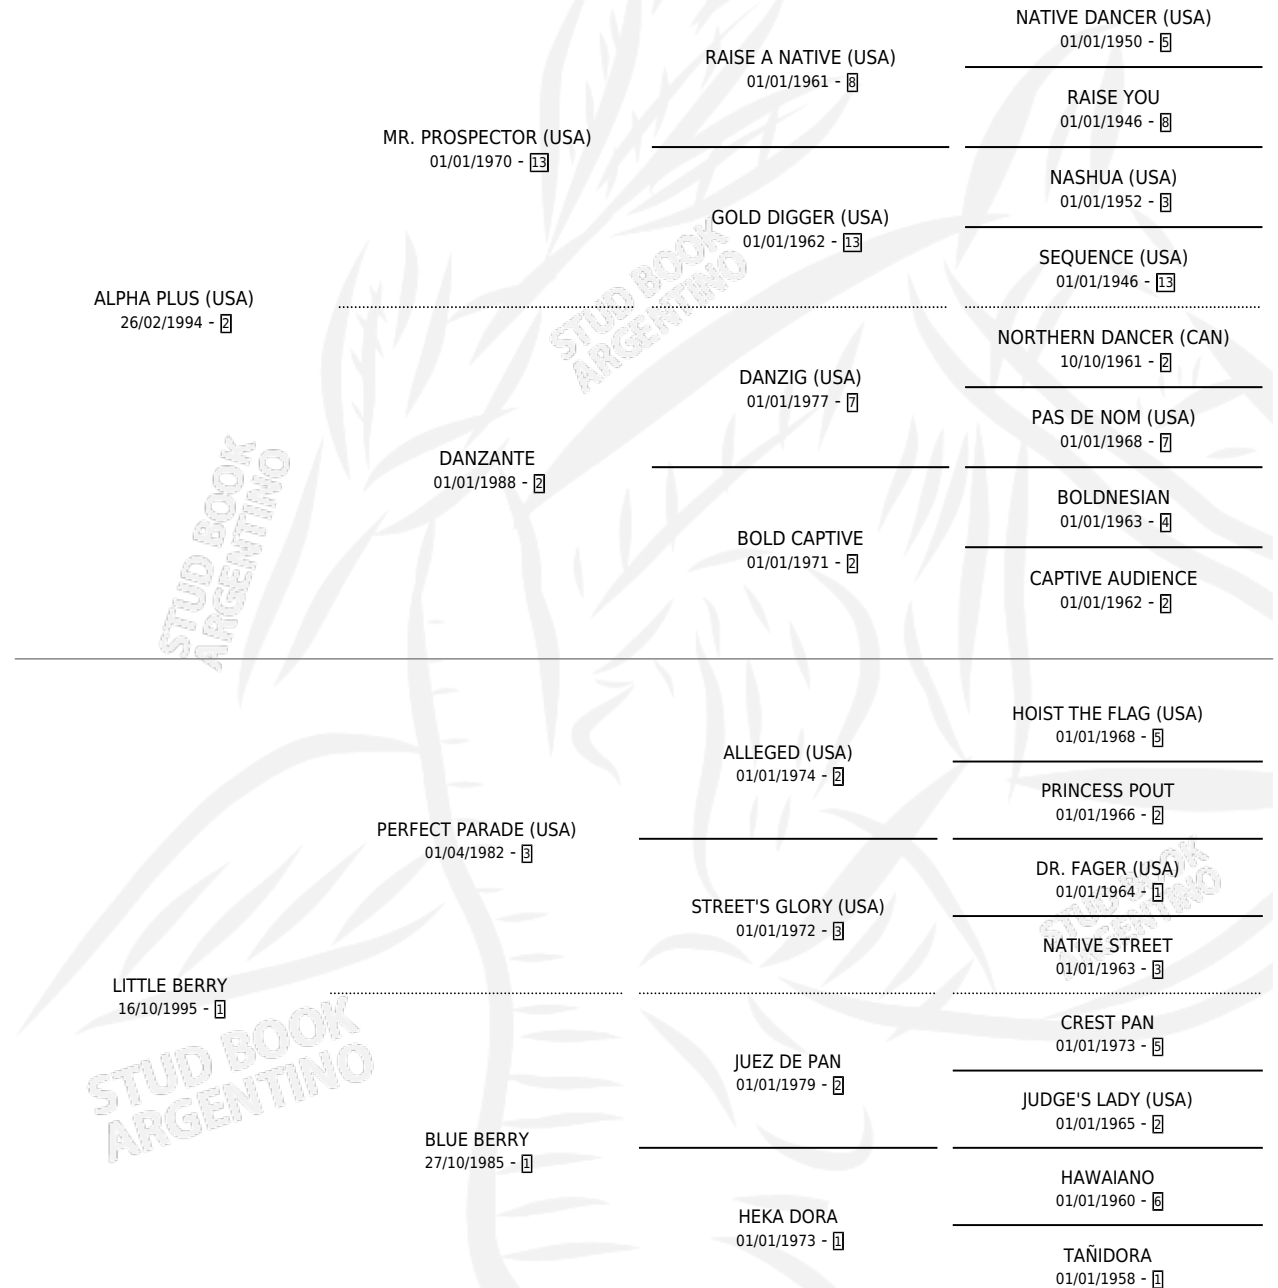 NATIVE DANCER (USA)
01/01/1950 - 5
RAISE A NATIVE (USA)
01/01/1961 - 8
RAISE YOU
01/01/1946 - 8
MR. PROSPECTOR (USA)
01/01/1970 - 13
NASHUA (USA)
01/01/1952 - 3
GOLD DIGGER (USA)
01/01/1962 - 13
SEQUENCE (USA)
01/01/1946 - 13
ALPHA PLUS (USA)
26/02/1994 - 2
STUD BOOK
ARGENTINO
NORTHERN DANCER (CAN)
10/10/1961 - 2
DANZIG (USA)
01/01/1977 - 7
PAS DE NOM (USA)
01/01/1968 - 7
DANZANTE
01/01/1988 - 2
STUD BOOK
ARGENTINO
BOLDNESIAN
01/01/1963 - 4
BOLD CAPTIVE
01/01/1971 - 2
CAPTIVE AUDIENCE
01/01/1962 - 2
HOIST THE FLAG (USA)
01/01/1968 - 5
ALLEGED (USA)
01/01/1974 - 2
PRINCESS POUT
01/01/1966 - 2
PERFECT PARADE (USA)
01/04/1982 - 3
DR. FAGER (USA)
01/01/1964 - 1
STREET'S GLORY (USA)
01/01/1972 - 3
STUD BOOK
ARGENTINO
NATIVE STREET
01/01/1963 - 3
LITTLE BERRY
16/10/1995 - 1
STUD BOOK
ARGENTINO
CREST PAN
01/01/1973 - 5
JUEZ DE PAN
01/01/1979 - 2
JUDGE'S LADY (USA)
01/01/1965 - 2
BLUE BERRY
27/10/1985 - 1
HAWAIANO
01/01/1960 - 6
HEKA DORA
01/01/1973 - 1
TAÑIDORA
01/01/1958 - 1